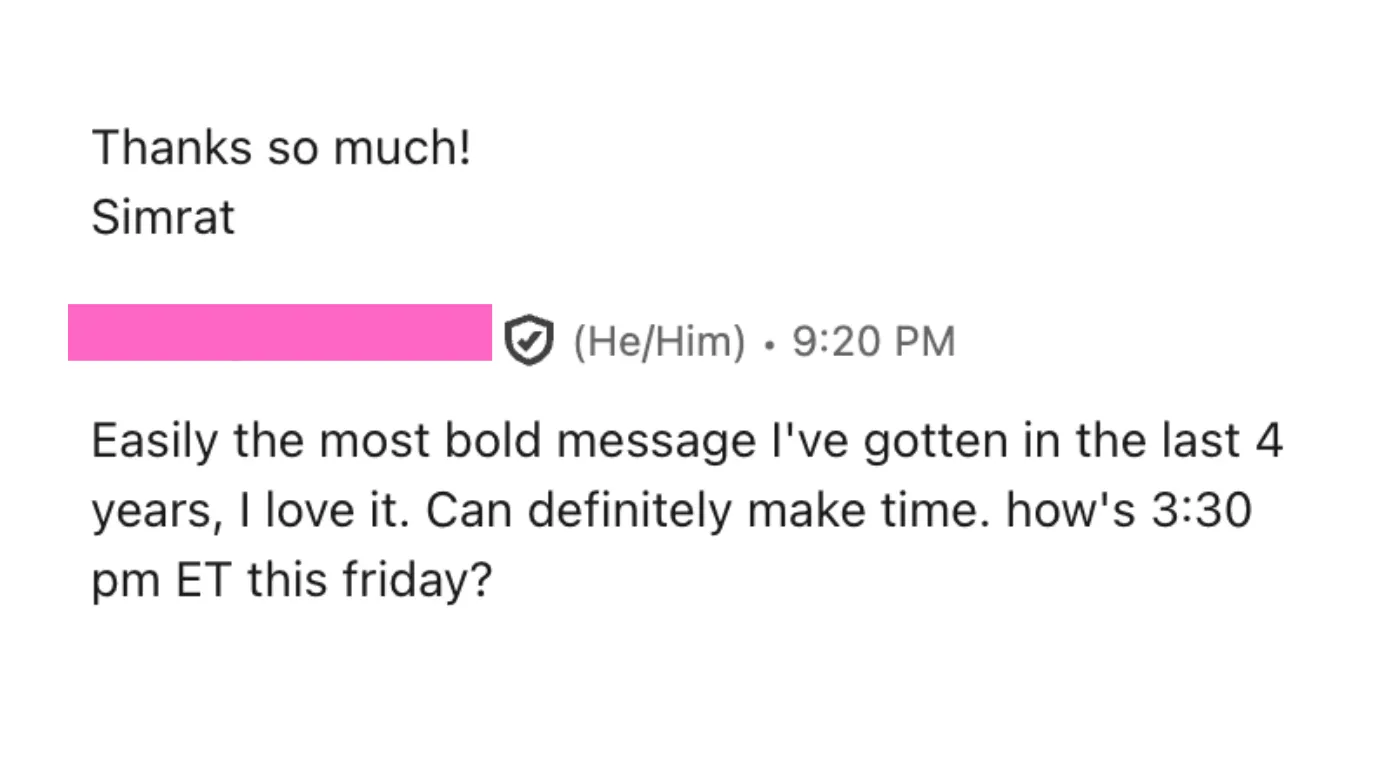 Thanks so much!
Simrat
(He/Him) • 9:20 PM
Easily the most bold message I've gotten in the last 4
years, I love it. Can definitely make time. how's 3:30
pm ET this friday?